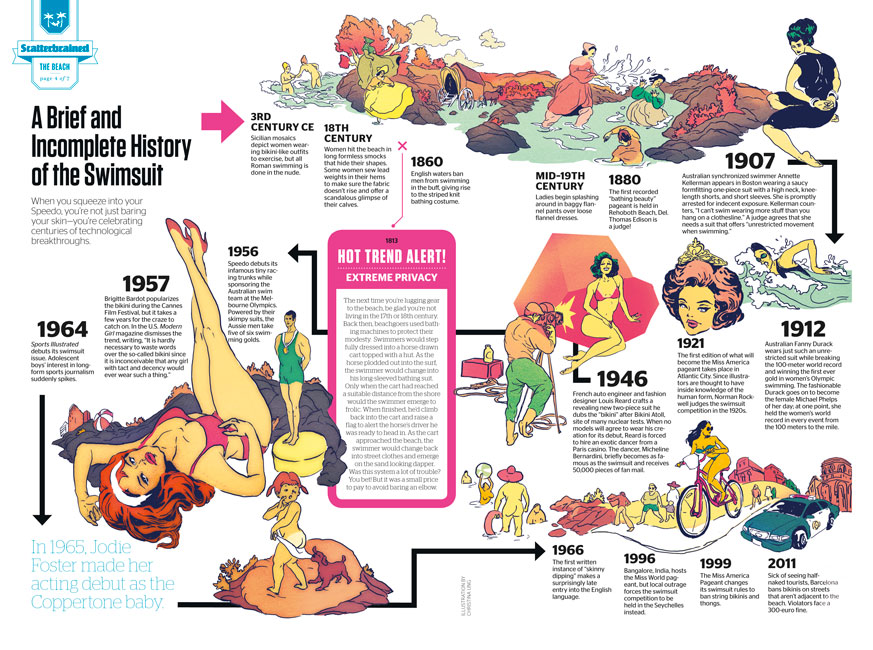 Scatterbrained
THE BEACH
page 4 of 7
A Brief and
Incomplete History
of the Swimsuit
When you squeeze into your
Speedo, you're not just baring
your skin—you're celebrating
centuries of technological
breakthroughs.
3RD
CENTURY CE
Sicilian mosaics
depict women wear-
ing bikini-like outfits
to exercise, but all
Roman swimming is
done in the nude.
18TH
CENTURY
Women hit the beach in
long formless smocks
that hide their shapes.
Some women sew lead
weights in their hems
to make sure the fabric
doesn't rise and offer a
scandalous glimpse of
their calves.
1860
English waters ban
men from swimming
in the buff, giving rise
to the striped knit
bathing costume.
MID-19TH
CENTURY
Ladies begin splashing
around in baggy flan-
nel pants over loose
flannel dresses.
1880
The first recorded
"bathing beauty"
pageant is held in
Rehoboth Beach, Del.
Thomas Edison is
a judge!
1907
Australian synchronized swimmer Annette
Kellerman appears in Boston wearing a saucy
formfitting one-piece suit with a high neck, knee-
length shorts, and short sleeves. She is promptly
arrested for indecent exposure. Kellerman coun-
ters, "I can't swim wearing more stuff than you
hang on a clothesline." A judge agrees that she
needs a suit that offers "unrestricted movement
when swimming."
1912
Australian Fanny Durack
wears just such an unre-
stricted suit while breaking
the 100-meter world record
and winning the first ever
gold in women's Olympic
swimming. The fashionable
Durack goes on to become
the female Michael Phelps
of her day; at one point, she
held the women's world
record in every event from
the 100 meters to the mile.
1921
The first edition of what will
become the Miss America
pageant takes place in
Atlantic City. Since illustra-
tors are thought to have
inside knowledge of the
human form, Norman Rock-
well judges the swimsuit
competition in the 1920s.
1946
French auto engineer and fashion
designer Louis Reard crafts a
revealing new two-piece suit he
dubs the "bikini" after Bikini Atoll,
site of many nuclear tests. When no
models will agree to wear his cre-
ation for its debut, Reard is forced
to hire an exotic dancer from a
Paris casino. The dancer, Micheline
Bernardini, briefly becomes as fa-
mous as the swimsuit and receives
50,000 pieces of fan mail.
1813
HOT TREND ALERT!
EXTREME PRIVACY
The next time you're lugging gear
to the beach, be glad you're not
living in the 17th or 18th century.
Back then, beachgoers used bath-
ing machines to protect their
modesty. Swimmers would step
fully dressed into a horse-drawn
cart topped with a hut. As the
horse plodded out into the surf,
the swimmer would change into
his long-sleeved bathing suit.
Only when the cart had reached
a suitable distance from the shore
would the swimmer emerge to
frolic. When finished, he'd climb
back into the cart and raise a
flag to alert the horse's driver he
was ready to head in. As the cart
approached the beach, the
swimmer would change back
into street clothes and emerge
on the sand looking dapper.
Was this system a lot of trouble?
You bet! But it was a small price
to pay to avoid baring an elbow.
1956
Speedo debuts its
infamous tiny rac-
ing trunks while
sponsoring the
Australian swim
team at the Mel-
bourne Olympics.
Powered by their
skimpy suits, the
Aussie men take
five of six swim-
ming golds.
1957
Brigitte Bardot popularizes
the bikini during the Cannes
Film Festival, but it takes a
few years for the craze to
catch on. In the U.S. Modern
Girl magazine dismisses the
trend, writing, "It is hardly
necessary to waste words
over the so-called bikini since
it is inconceivable that any girl
with tact and decency would
ever wear such a thing."
1964
Sports Illustrated
debuts its swimsuit
issue. Adolescent
boys' interest in long-
form sports journalism
suddenly spikes.
In 1965, Jodie
Foster made her
acting debut as the
Coppertone baby.
ILLUSTRATION BY
CHRISTINA UNG
1966
The first written
instance of "skinny
dipping" makes a
surprisingly late
entry into the English
language.
1996
Bangalore, India, hosts
the Miss World pag-
eant, but local outrage
forces the swimsuit
competition to be
held in the Seychelles
instead.
1999
The Miss America
Pageant changes
its swimsuit rules to
ban string bikinis and
thongs.
2011
Sick of seeing half-
naked tourists, Barcelona
bans bikinis on streets
that aren't adjacent to the
beach. Violators face a
300-euro fine.